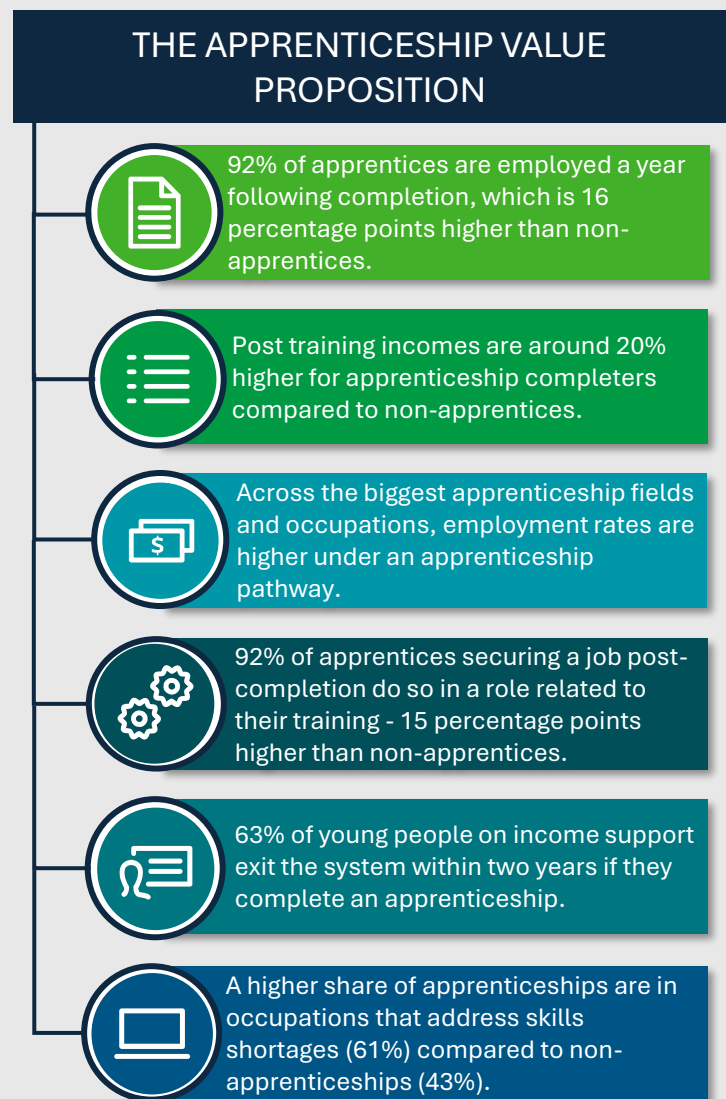 THE APPRENTICESHIP VALUE
PROPOSITION
92% of apprentices are employed a year
following completion, which is 16
percentage points higher than non-
apprentices.
Post training incomes are around 20%
higher for apprenticeship completers
compared to non-apprentices.
Across the biggest apprenticeship fields
and occupations, employment rates are
higher under an apprenticeship
pathway.
$
92% of apprentices securing a job post-
completion do so in a role related to
their training - 15 percentage points
higher than non-apprentices.
63% of young people on income support
exit the system within two years if they
complete an apprenticeship.
A higher share of apprenticeships are in
occupations that address skills
shortages (61%) compared to non-
apprenticeships (43%).